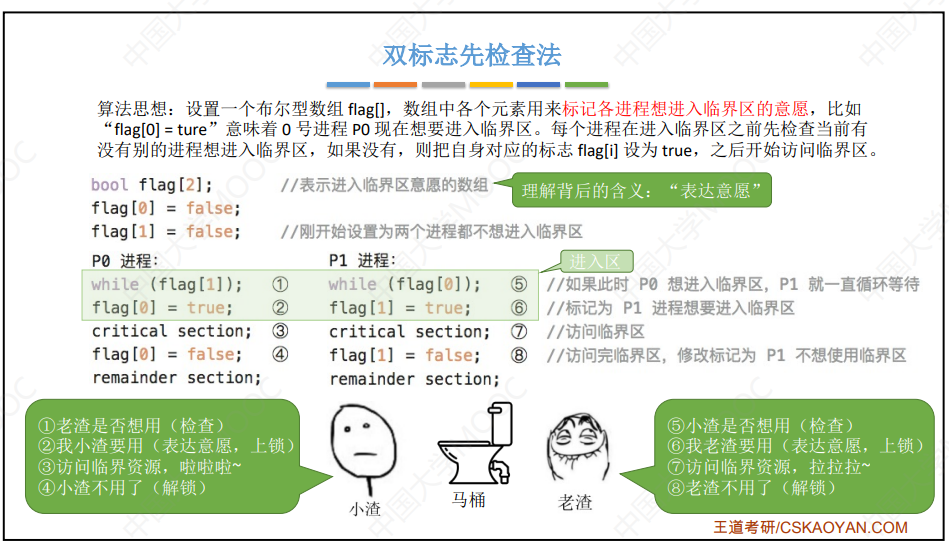 双标志先检查法
算法思想：设置一个布尔型数组 flag[]，数组中各个元素用来标记各进程想进入临界区的意愿，比如
“flag[0] = ture”意味着 0 号进程 P0 现在想要进入临界区。每个进程在进入临界区之前先检查当前有
没有别的进程想进入临界区，如果没有，则把自身对应的标志 flag[i] 设为 true，之后开始访问临界区。
bool flag[2]; //表示进入临界区意愿的数组
理解背后的含义：“表达意愿”
flag[0] = false;
flag[1] = false; //刚开始设置为两个进程都不想进入临界区
P0 进程： P1 进程：
进入区
while (flag[1]); ① while (flag[0]); ⑤ //如果此时 P0 想进入临界区，P1 就一直循环等待
flag[0] = true; ② flag[1] = true; ⑥ //标记为 P1 进程想要进入临界区
critical section; ③ critical section; ⑦ //访问临界区
flag[0] = false; ④ flag[1] = false; ⑧ //访问完临界区，修改标记为 P1 不想使用临界区
remainder section; remainder section;
①老渣是否想用（检查）
②我小渣要用（表达意愿，上锁）
③访问临界资源，啦啦啦~
④小渣不用了（解锁）
小渣
马桶
老渣
⑤小渣是否想用（检查）
⑥我老渣要用（表达意愿，上锁）
⑦访问临界资源，拉拉拉~
⑧老渣不用了（解锁）
王道考研/CSKAOYAN.COM
中国大学MOOC